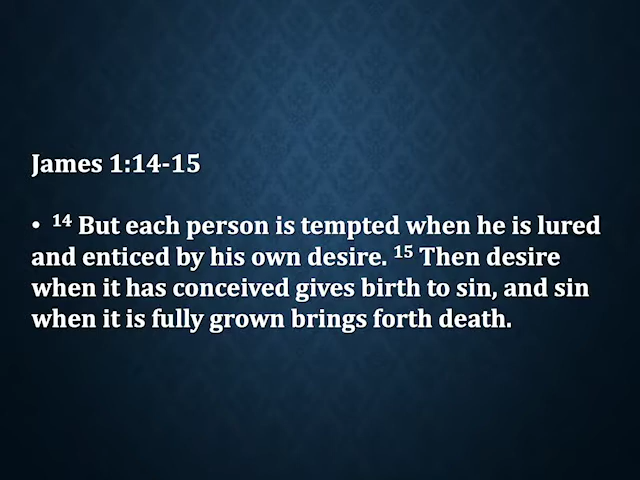 James 1:14-15
• 14 But each person is tempted when he is lured
and enticed by his own desire. 15 Then desire
when it has conceived gives birth to sin, and sin
when it is fully grown brings forth death.